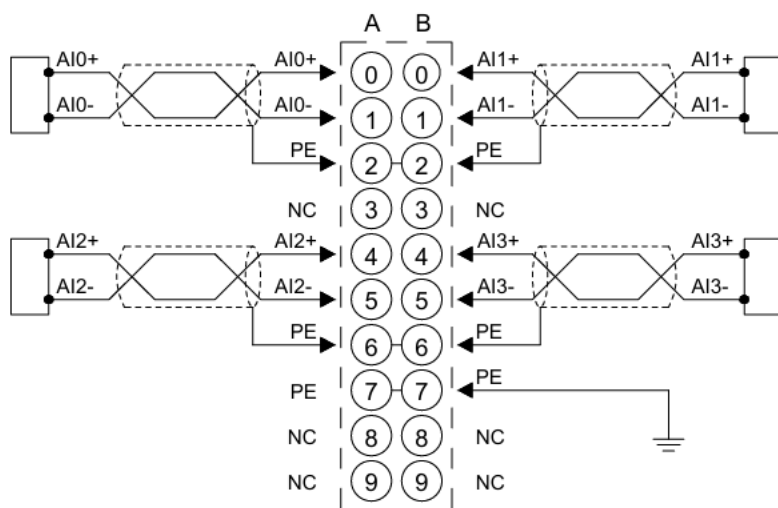 A B
AI0+ AI0+ 0 0 AI1+ AI1+
AI0- AI0- 1 1 AI1- AI1-
PE 2 2 PE
NC 3 3 NC
AI2+ AI2+ 4 4 AI3+ AI3+
AI2- AI2- 5 5 AI3- AI3-
PE 6 6 PE
PE 7 7 PE
NC 8 8 NC
NC 9 9 NC